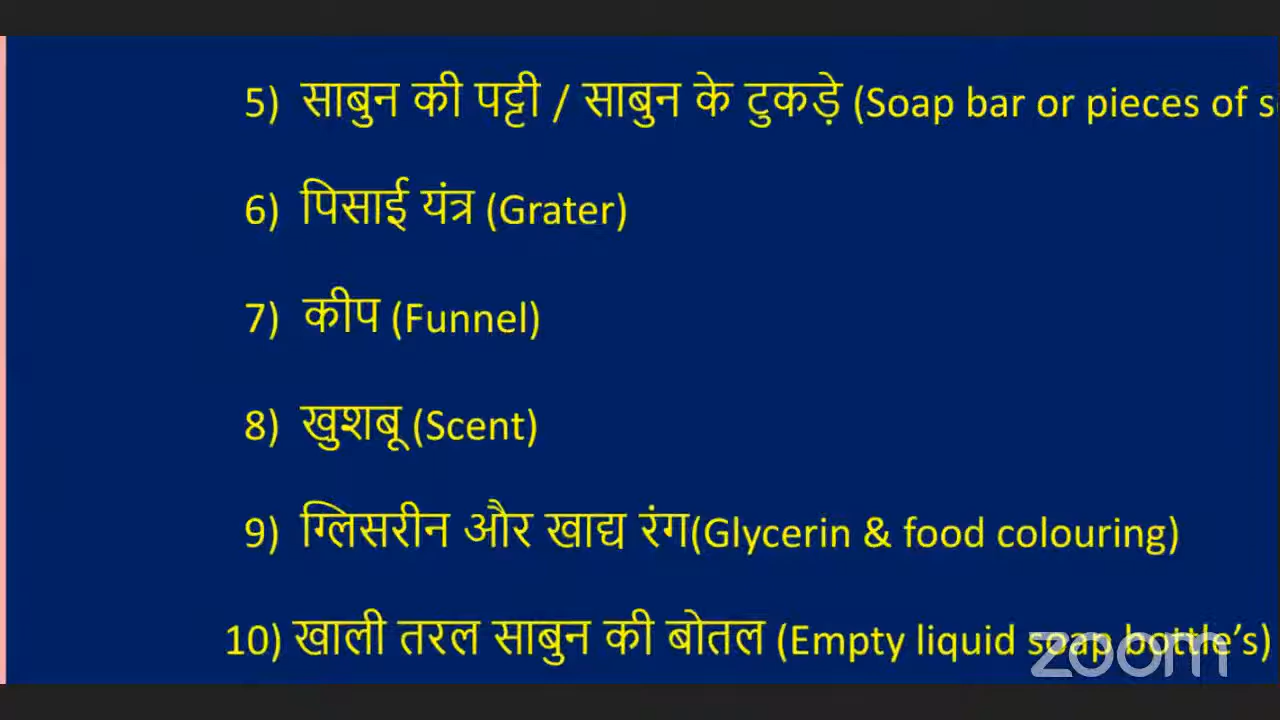 5) साबुन की पट्टी / साबुन के टुकड़े (Soap bar or pieces of
6) पिसाई यंत्र (Grater)
7) कीप (Funnel)
8) खुशबू (Scent)
9) ग्लिसरीन और खाद्य रंग(Glycerin & food colouring)
10) खाली तरल साबुन की बोतल (Empty liquid soap bottle’s)
zoom